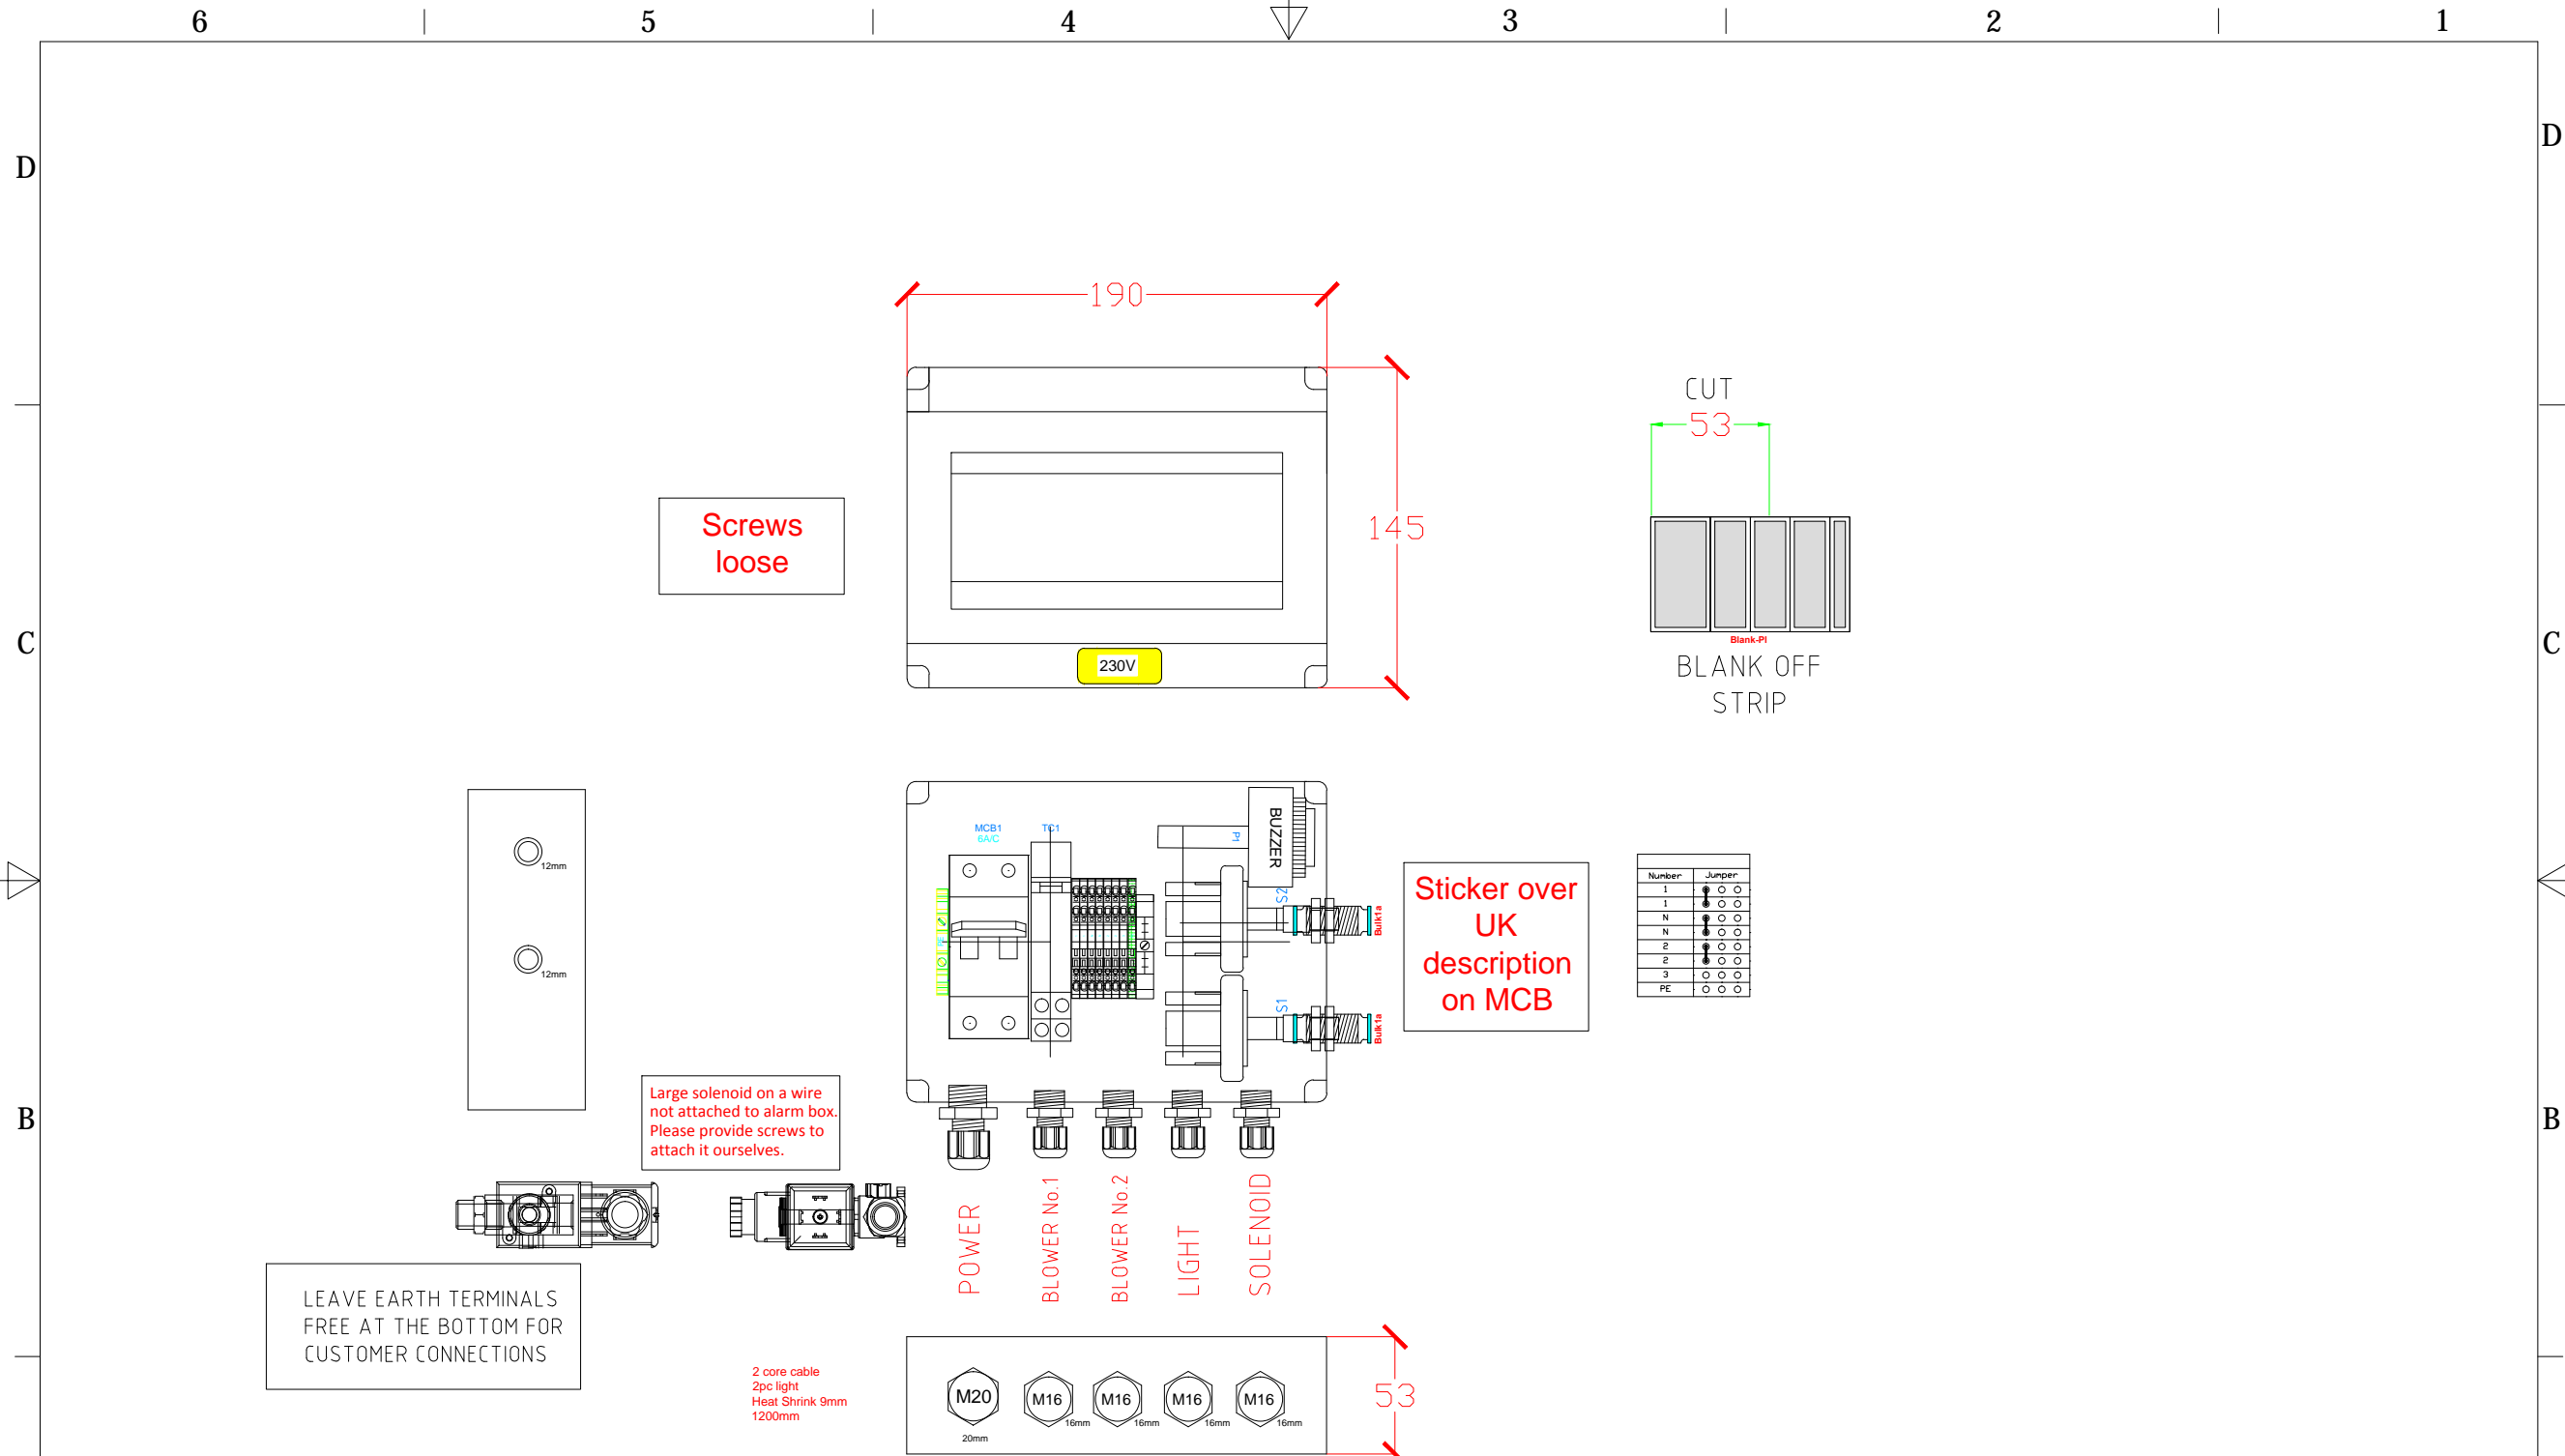 6 5 4 3 2 1
D D
190
CUT
53
Screws
loose
145
C C
Blank-Pl
BLANK OFF
STRIP
230V
MCB1
6A/C
TC1
P1
BUZZER
12mm
12mm
S2
Bulk1a
S1
Bulk1a
PE
Sticker over
UK
description
on MCB
Number Jumper
1
1
N
N
2
2
3
PE
B B
Large solenoid on a wire
not attached to alarm box.
Please provide screws to
attach it ourselves.
POWER
BLOWER No.1
BLOWER No.2
LIGHT
SOLENOID
LEAVE EARTH TERMINALS
FREE AT THE BOTTOM FOR
CUSTOMER CONNECTIONS
2 core cable
2pc light
Heat Shrink 9mm
1200mm
M20 M16 M16 M16 M16
20mm 16mm 16mm 16mm 16mm
53